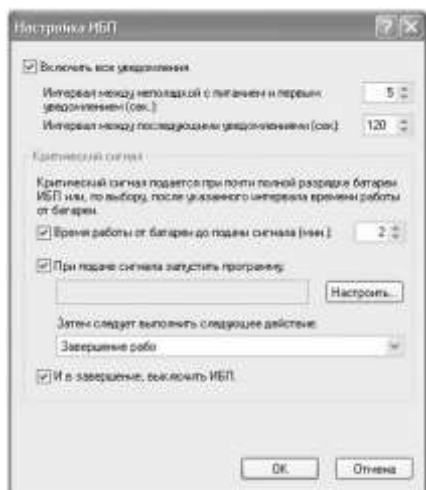 Настройка ИБП
Включить все уведомления
Интервал между неполадкой с питанием и первым
уведомлением (сек.)
5
Интервал между последующими уведомлениями (сек)
120
Критический сигнал
Критический сигнал подается при почти полной разрядке батареи
ИБП или, по выбору, после указанного интервала времени работы
от батареи.
Время работы от батареи до подачи сигнала (мин.)
2
При подаче сигнала запустить программу
Настроить...
Затем следует выполнить следующее действие:
Завершение рабо
И в завершение, выключить ИБП.
OK
Отмена